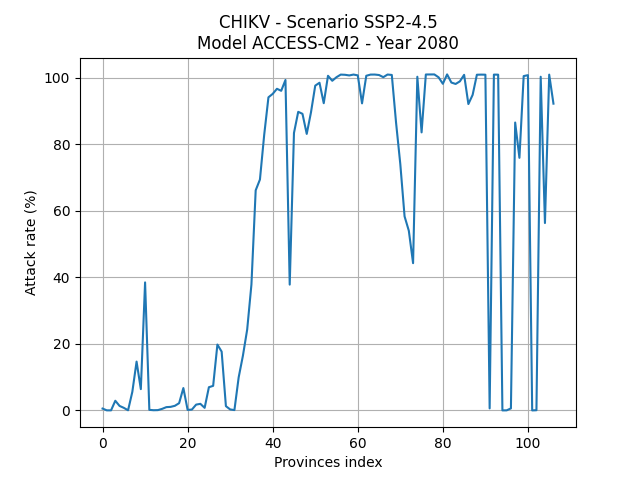 CHIKV - Scenario SSP2-4.5
Model ACCESS-CM2 - Year 2080
Attack rate (%)
100
80
60
40
20
0
0 20 40 60 80 100
Provinces index